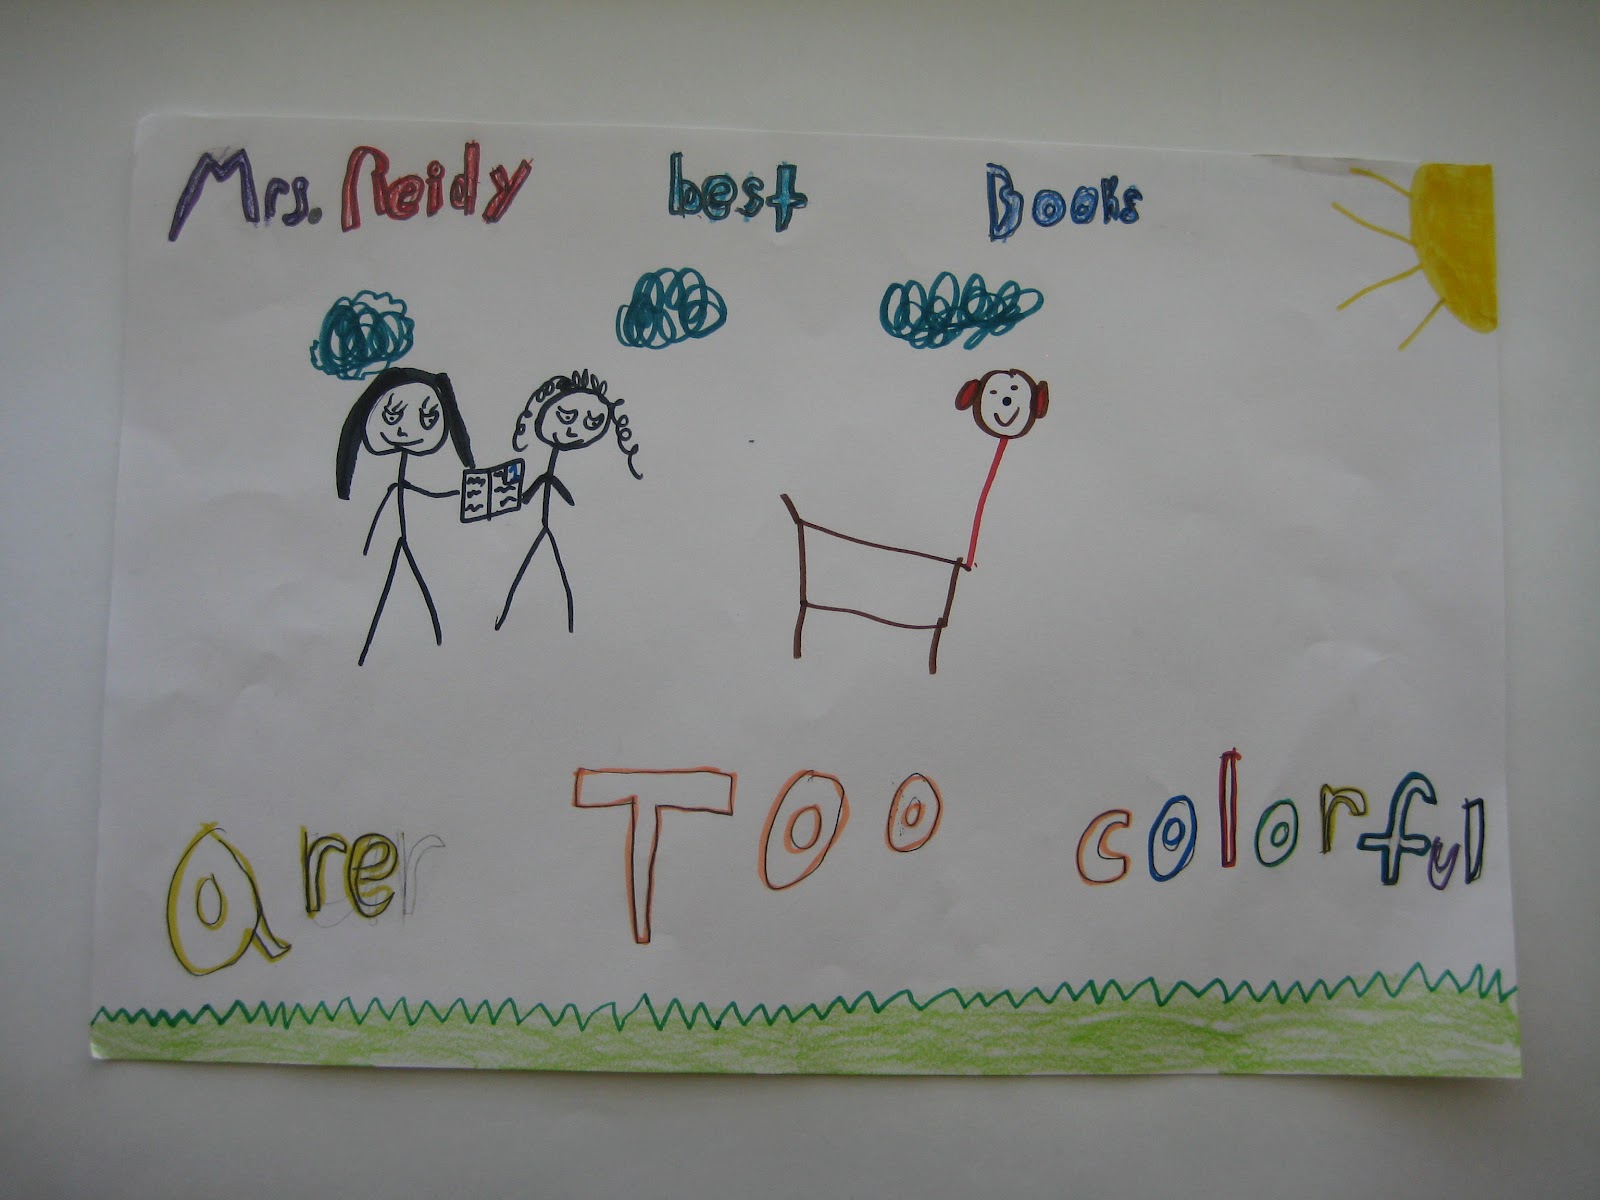 Mrs. Reidy best Books
arer Too colorful